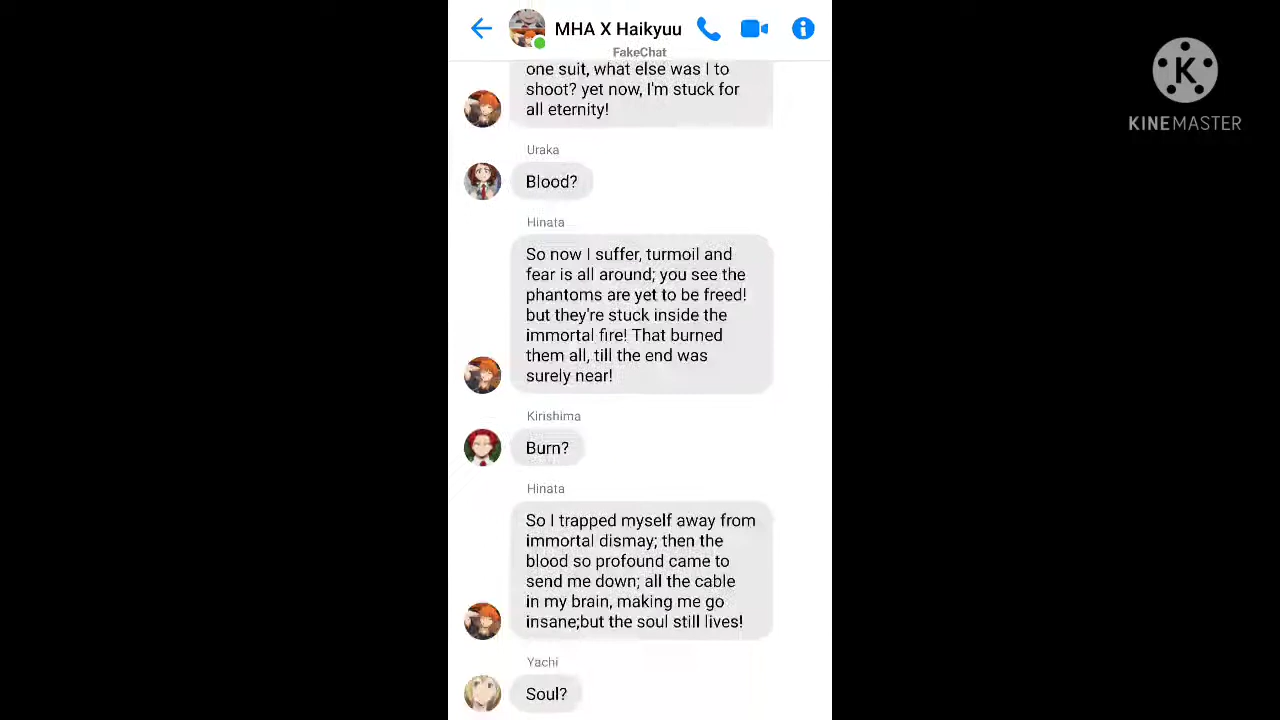 MHA X Haikyuu
FakeChat
one suit, what else was I to
shoot? yet now, I'm stuck for
all eternity!
Uraka
Blood?
Hinata
So now I suffer, turmoil and
fear is all around; you see the
phantoms are yet to be freed!
but they're stuck inside the
immortal fire! That burned
them all, till the end was
surely near!
Kirishima
Burn?
Hinata
So I trapped myself away from
immortal dismay; then the
blood so profound came to
send me down; all the cable
in my brain, making me go
insane;but the soul still lives!
Yachi
Soul?
K
KINEMASTER